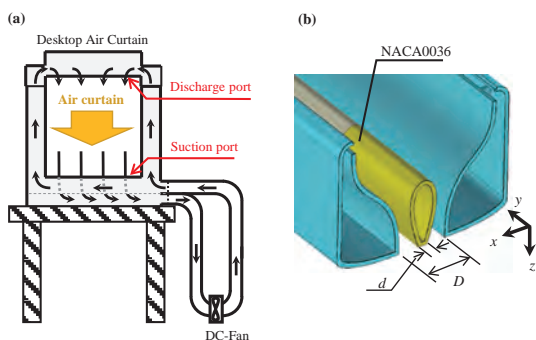 (a)
Desktop Air Curtain
Discharge port
Air curtain
Suction port
DC-Fan
(b)
NACA0036
y
x
z
d
D